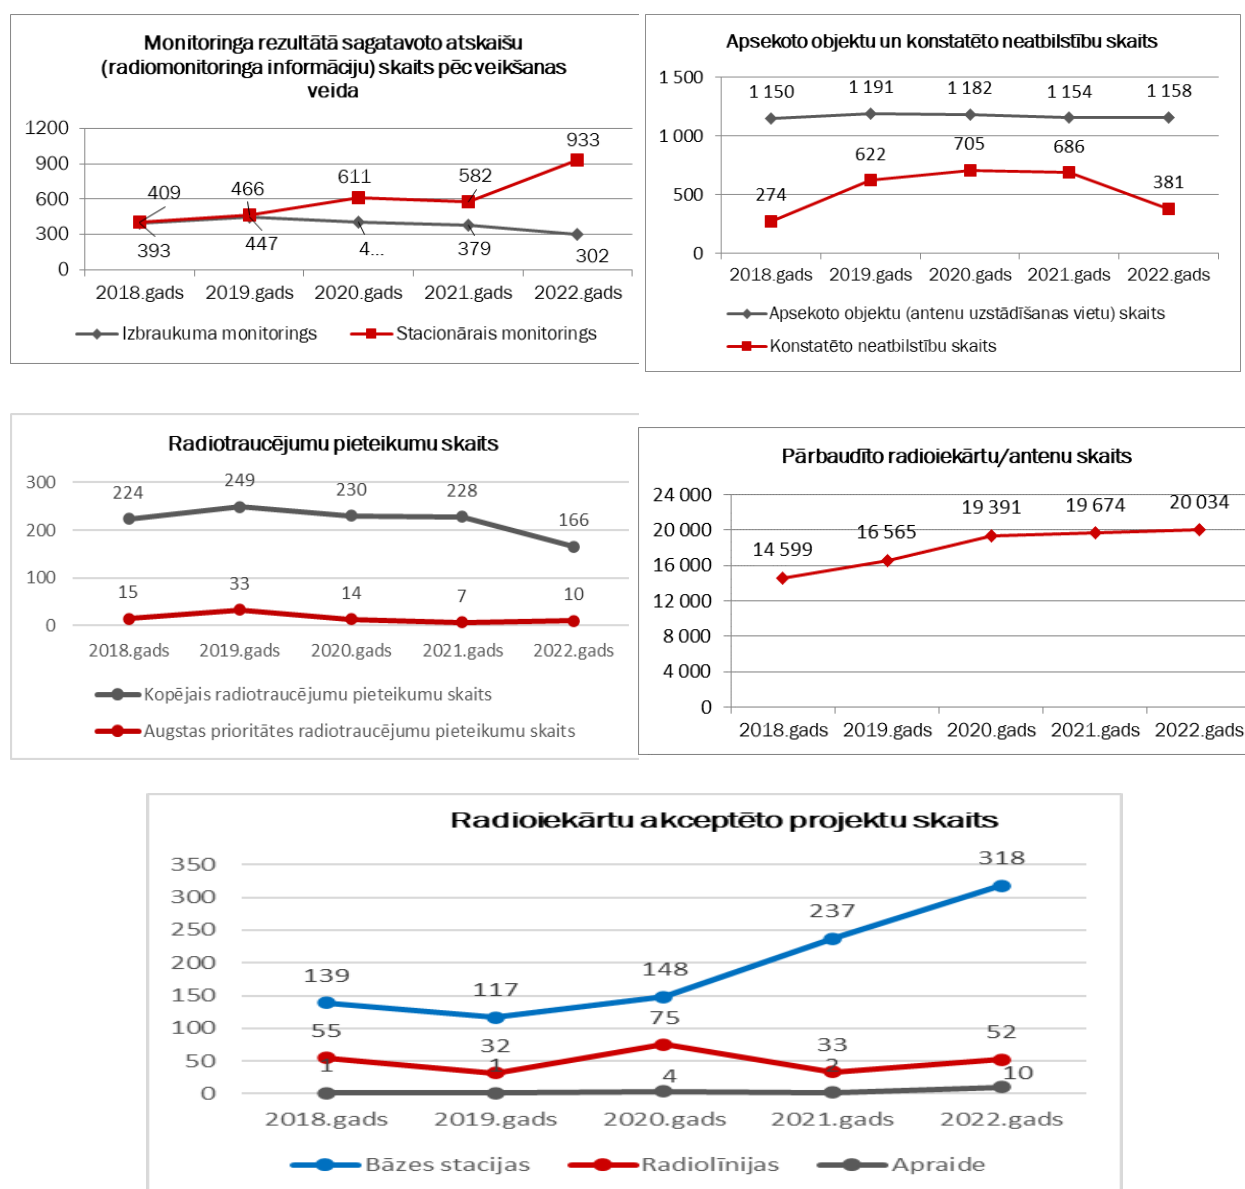 Monitoringa rezultātā sagatavoto atskaišu
(radiomonitoringa informāciju) skaits pēc veikšanas
veida
1200
900
600
300
0
409
466
611
582
933
393
447
4...
379
302
2018.gads 2019.gads 2020.gads 2021.gads 2022.gads
Izbraukuma monitorings Stacionārais monitorings
Apsekoto objektu un konstatēto neatbilstību skaits
1 500
1 000
500
0
1 150 1 191 1 182 1 154 1 158
274 622 705 686 381
2018.gads 2019.gads 2020.gads 2021.gads 2022.gads
Apsekoto objektu (antenu uzstādīšanas vietu) skaits
Konstatēto neatbilstību skaits
Radiotraucējumu pieteikumu skaits
300
200
100
0
224 249 230 228 166
15 33 14 7 10
2018.gads 2019.gads 2020.gads 2021.gads 2022.gads
Kopējais radiotraucējumu pieteikumu skaits
Augstas prioritātes radiotraucējumu pieteikumu skaits
Pārbaudīto radioiekārtu/antenu skaits
24 000
20 000
16 000
12 000
8 000
4 000
0
14 599 16 565 19 391 19 674 20 034
2018.gads 2019.gads 2020.gads 2021.gads 2022.gads
Radioiekārtu akceptēto projektu skaits
350
300
250
200
150
100
50
0
139 117 148 237 318
55 32 75 33 52
1 1 4 10
2018.gads 2019.gads 2020.gads 2021.gads 2022.gads
Bāzes stacijas Radiolīnijas Apraide